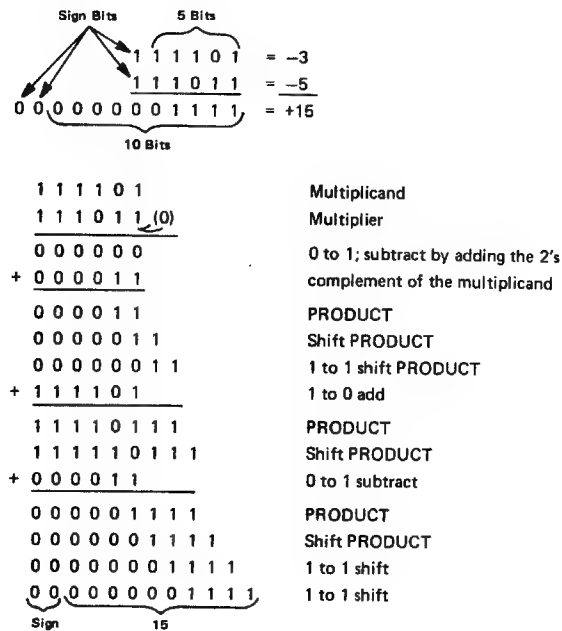 Sign Bits 5 Bits
1 1 1 1 0 1 = −3
1 1 1 0 1 1 = −5
0 0 0 0 0 0 0 0 1 1 1 1 = +15
10 Bits
1 1 1 1 0 1 Multiplicand
1 1 1 0 1 1 (0) Multiplier
0 0 0 0 0 0 0 to 1; subtract by adding the 2's
+ 0 0 0 0 1 1 complement of the multiplicand
0 0 0 0 1 1 PRODUCT
0 0 0 0 0 1 1 Shift PRODUCT
0 0 0 0 0 0 1 1 1 to 1 shift PRODUCT
+ 1 1 1 1 0 1 1 to 0 add
1 1 1 1 0 1 1 1 PRODUCT
1 1 1 1 1 0 1 1 1 Shift PRODUCT
+ 0 0 0 0 1 1 0 to 1 subtract
0 0 0 0 0 1 1 1 1 PRODUCT
0 0 0 0 0 0 1 1 1 1 Shift PRODUCT
0 0 0 0 0 0 0 1 1 1 1 1 to 1 shift
0 0 0 0 0 0 0 0 1 1 1 1 1 to 1 shift
Sign 15